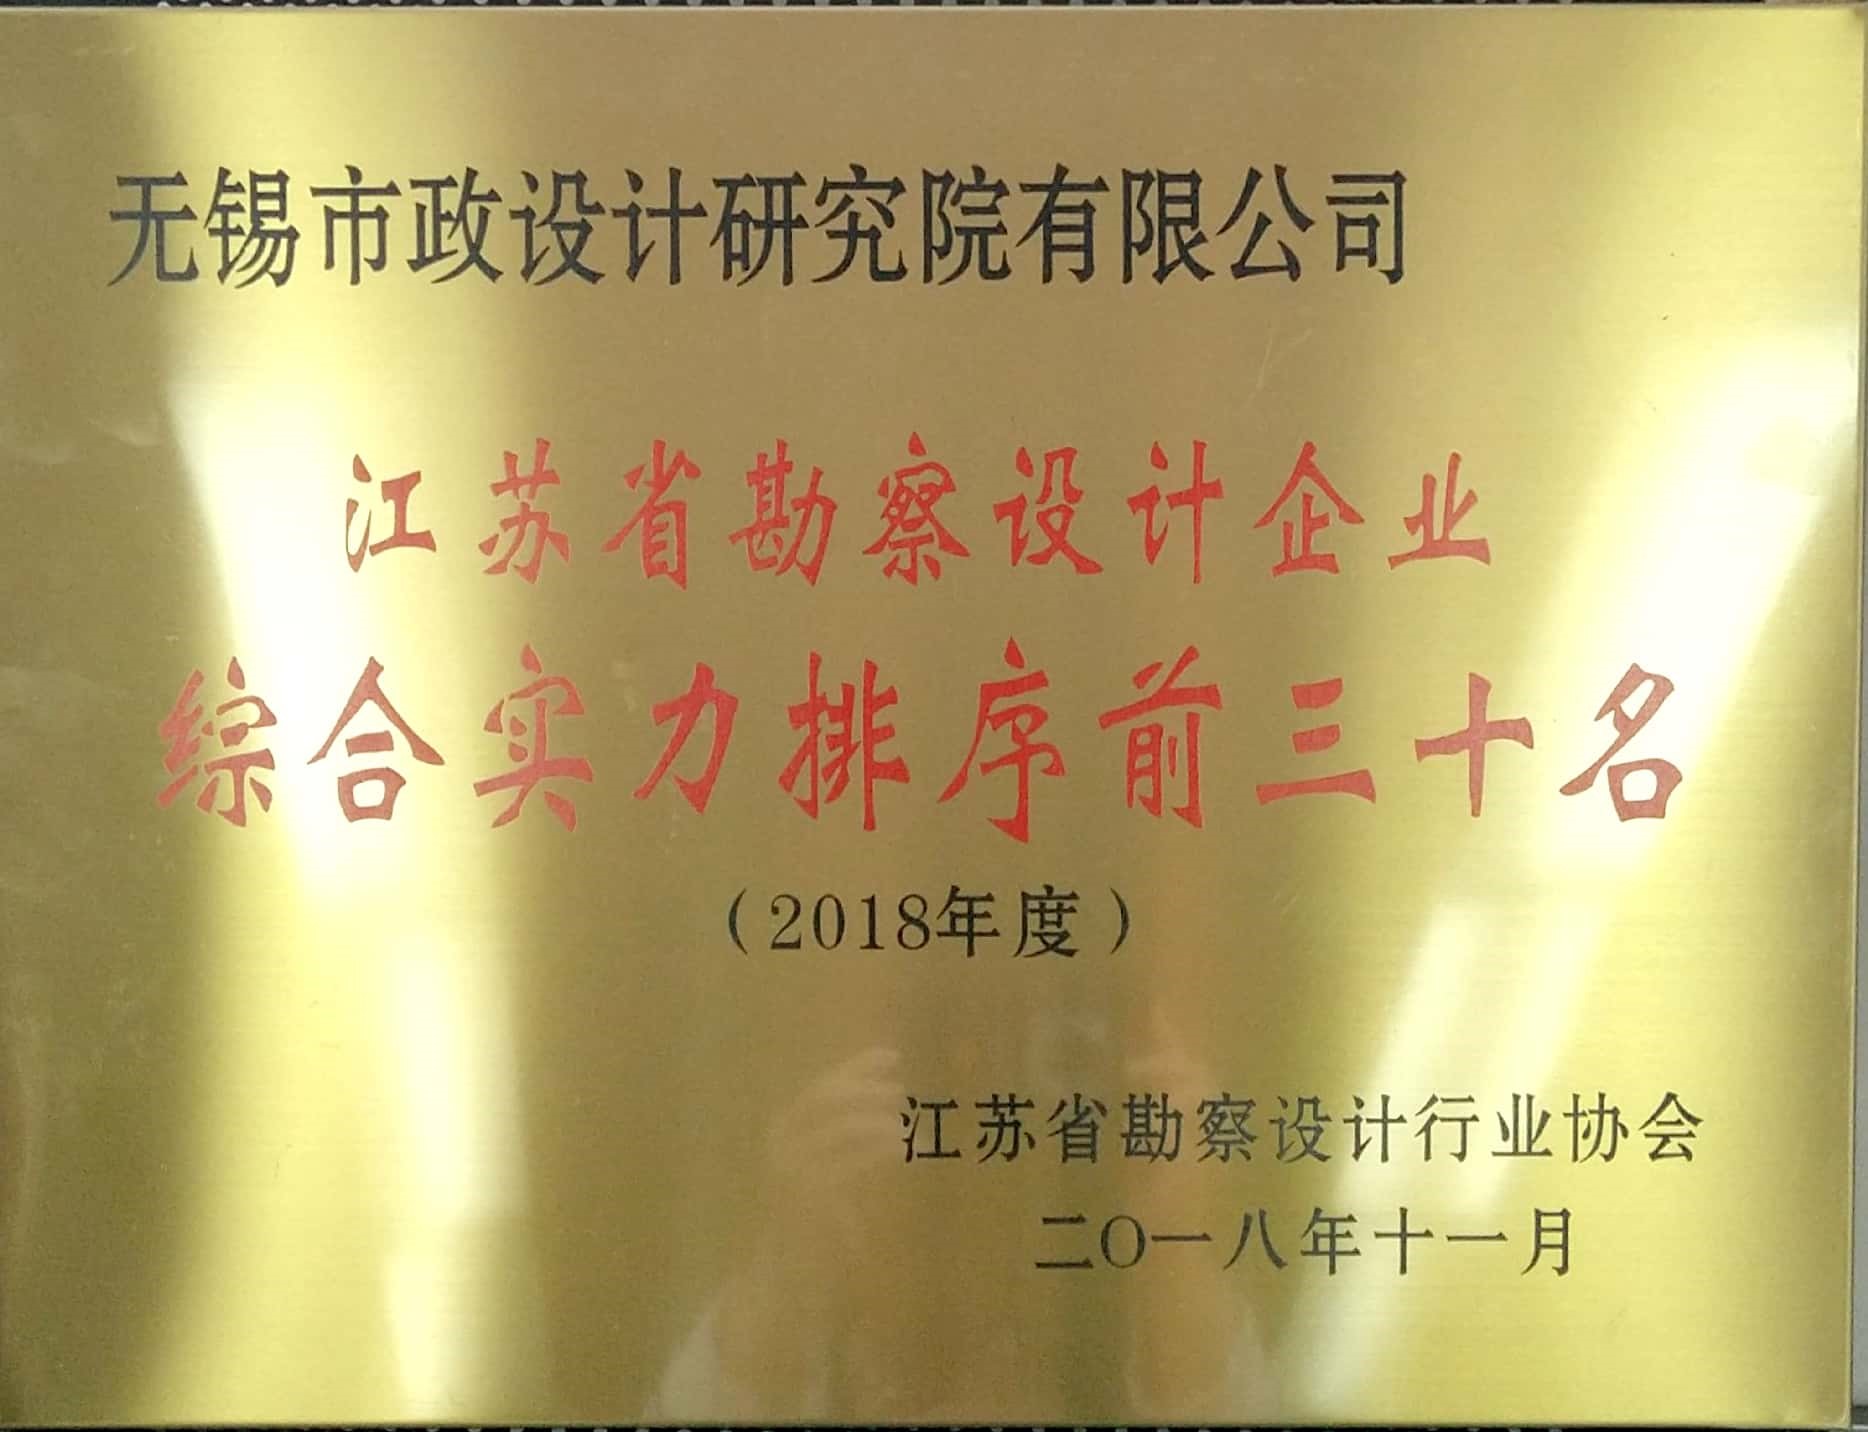 无锡市政设计研究院有限公司
江苏省勘察设计企业
综合实力排序前三十名
（2018年度）
江苏省勘察设计行业协会
二〇一八年十一月